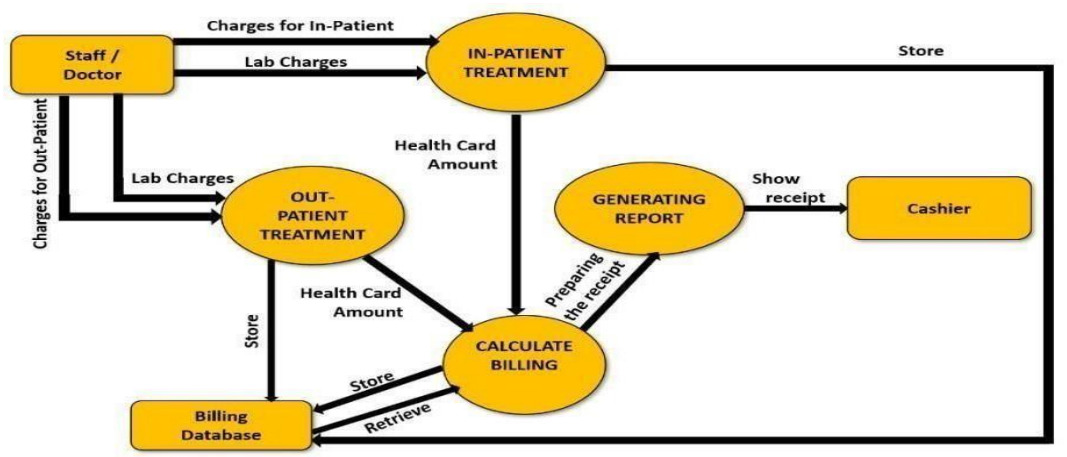 Charges for In-Patient
Staff /
Doctor
Lab Charges
IN-PATIENT
TREATMENT
Store
Charges for Out-Patient
Lab Charges
Health Card
Amount
OUT-
PATIENT
TREATMENT
GENERATING
REPORT
Show
receipt
Cashier
Preparing
the receipt
Health Card
Amount
Store
CALCULATE
BILLING
Store
Retrieve
Billing
Database